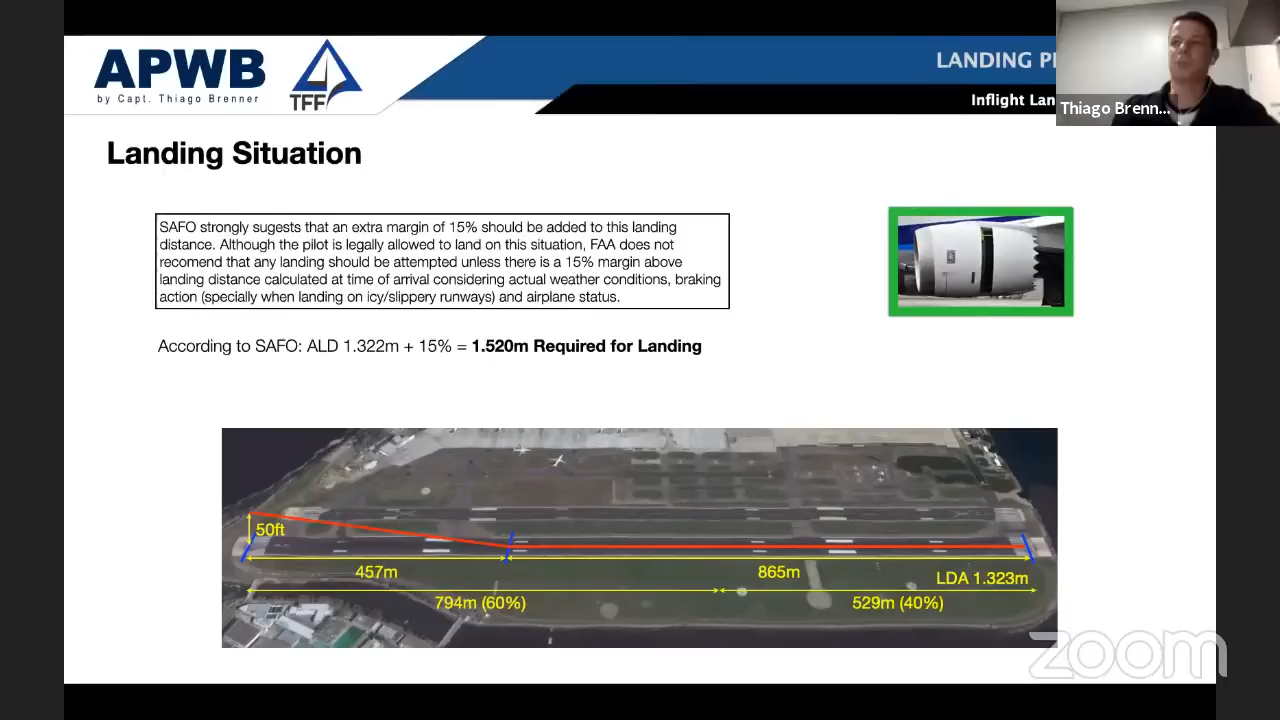 APWB
by Capt. Thiago Brenner
TFF
LANDING P
Inflight Lan
Thiago Brenn...
Landing Situation
SAFO strongly sugests that an extra margin of 15% should be added to this landing
distance. Although the pilot is legally allowed to land on this situation, FAA does not
recomend that any landing should be attempted unless there is a 15% margin above
landing distance calculated at time of arrival considering actual weather conditions, braking
action (specially when landing on icy/slippery runways) and airplane status.
According to SAFO: ALD 1.322m + 15% = 1.520m Required for Landing
50ft
457m
865m
LDA 1.323m
794m (60%)
529m (40%)
zoom